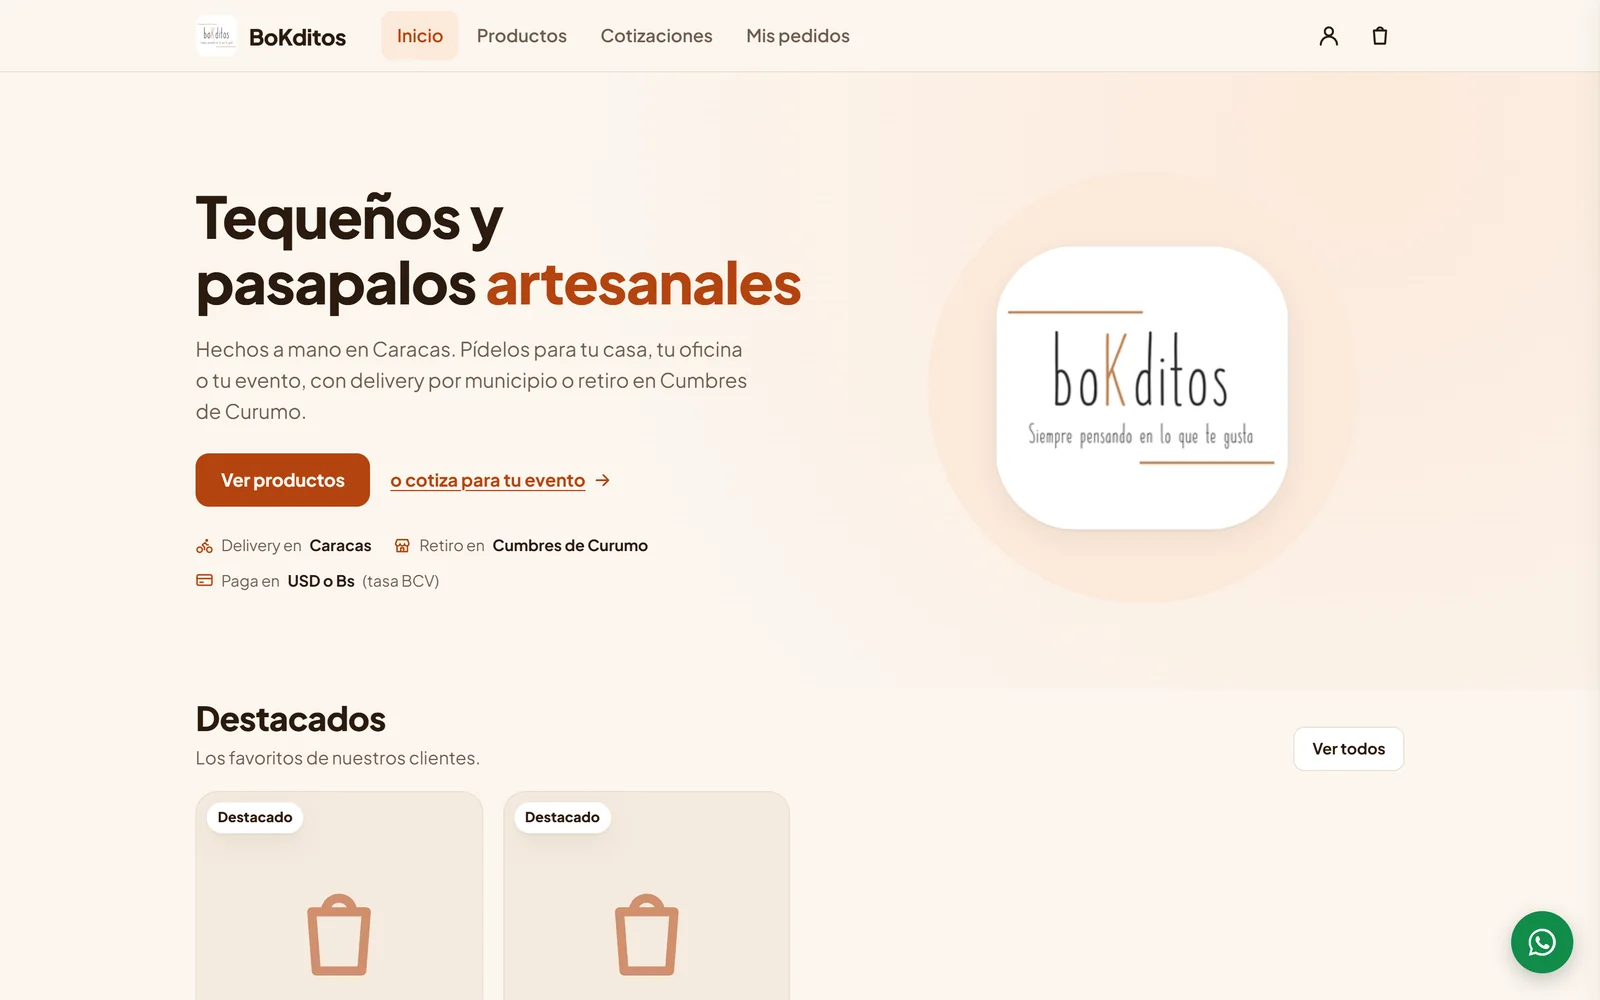 boKditos
BoKditos
Inicio
Productos
Cotizaciones
Mis pedidos
Tequeños y
pasapalos artesanales
Hechos a mano en Caracas. Pídelos para tu casa, tu oficina
o tu evento, con delivery por municipio o retiro en Cumbres
de Curumo.
Ver productos
o cotiza para tu evento →
Delivery en Caracas
Retiro en Cumbres de Curumo
Paga en USD o Bs (tasa BCV)
boKditos
Siempre pensando en lo que te gusta
Destacados
Los favoritos de nuestros clientes.
Ver todos
Destacado
Destacado